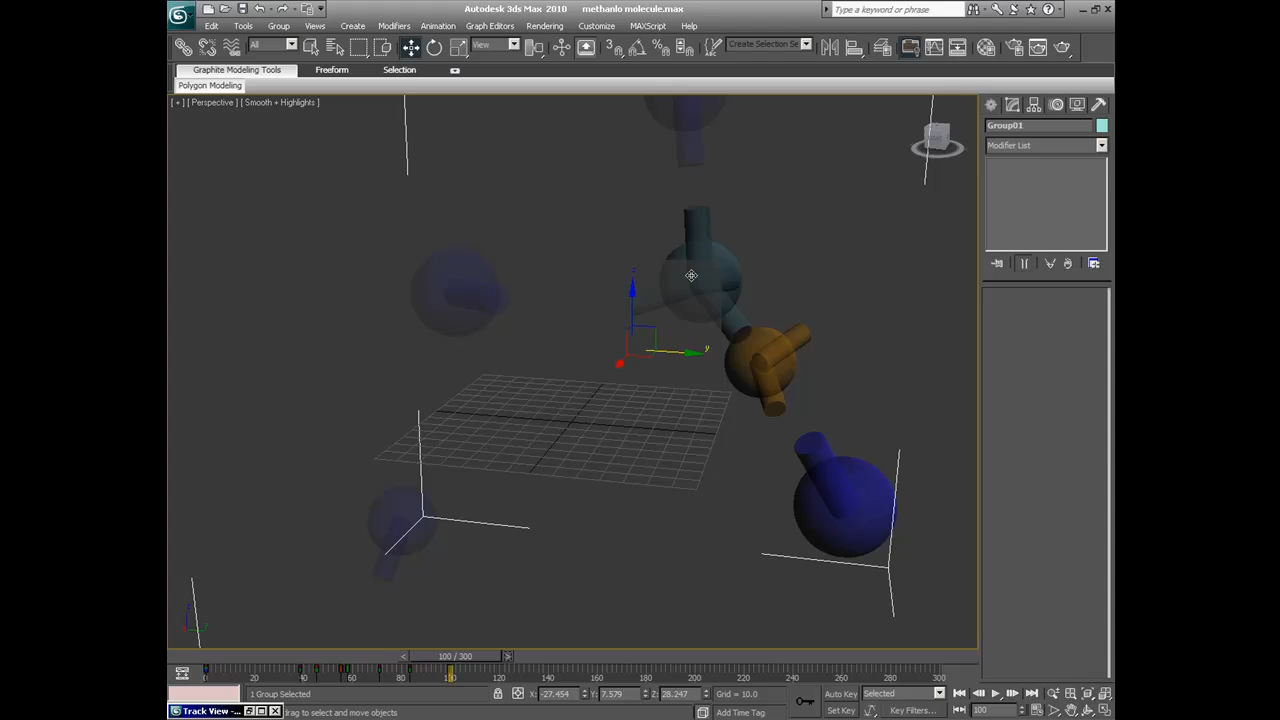 Autodesk 3ds Max 2010 methanlo molecule.max
Type a keyword or phrase
Edit Tools Group Views Create Modifiers Animation Graph Editors Rendering Customize MAXScript Help
All
View
Create Selection Se
Graphite Modeling Tools Freeform Selection
Polygon Modeling
[ + ] [ Perspective ] [ Smooth + Highlights ]
Group01
Modifier List
z
y
100 / 300
0 20 40 60 80 100 120 140 160 180 200 220 240 260 280 300
1 Group Selected
X: -27.454 Y: 7.579 Z: 28.247 Grid = 10.0
Auto Key Selected
Track View -...
drag to select and move objects
Add Time Tag
Set Key Key Filters... 100